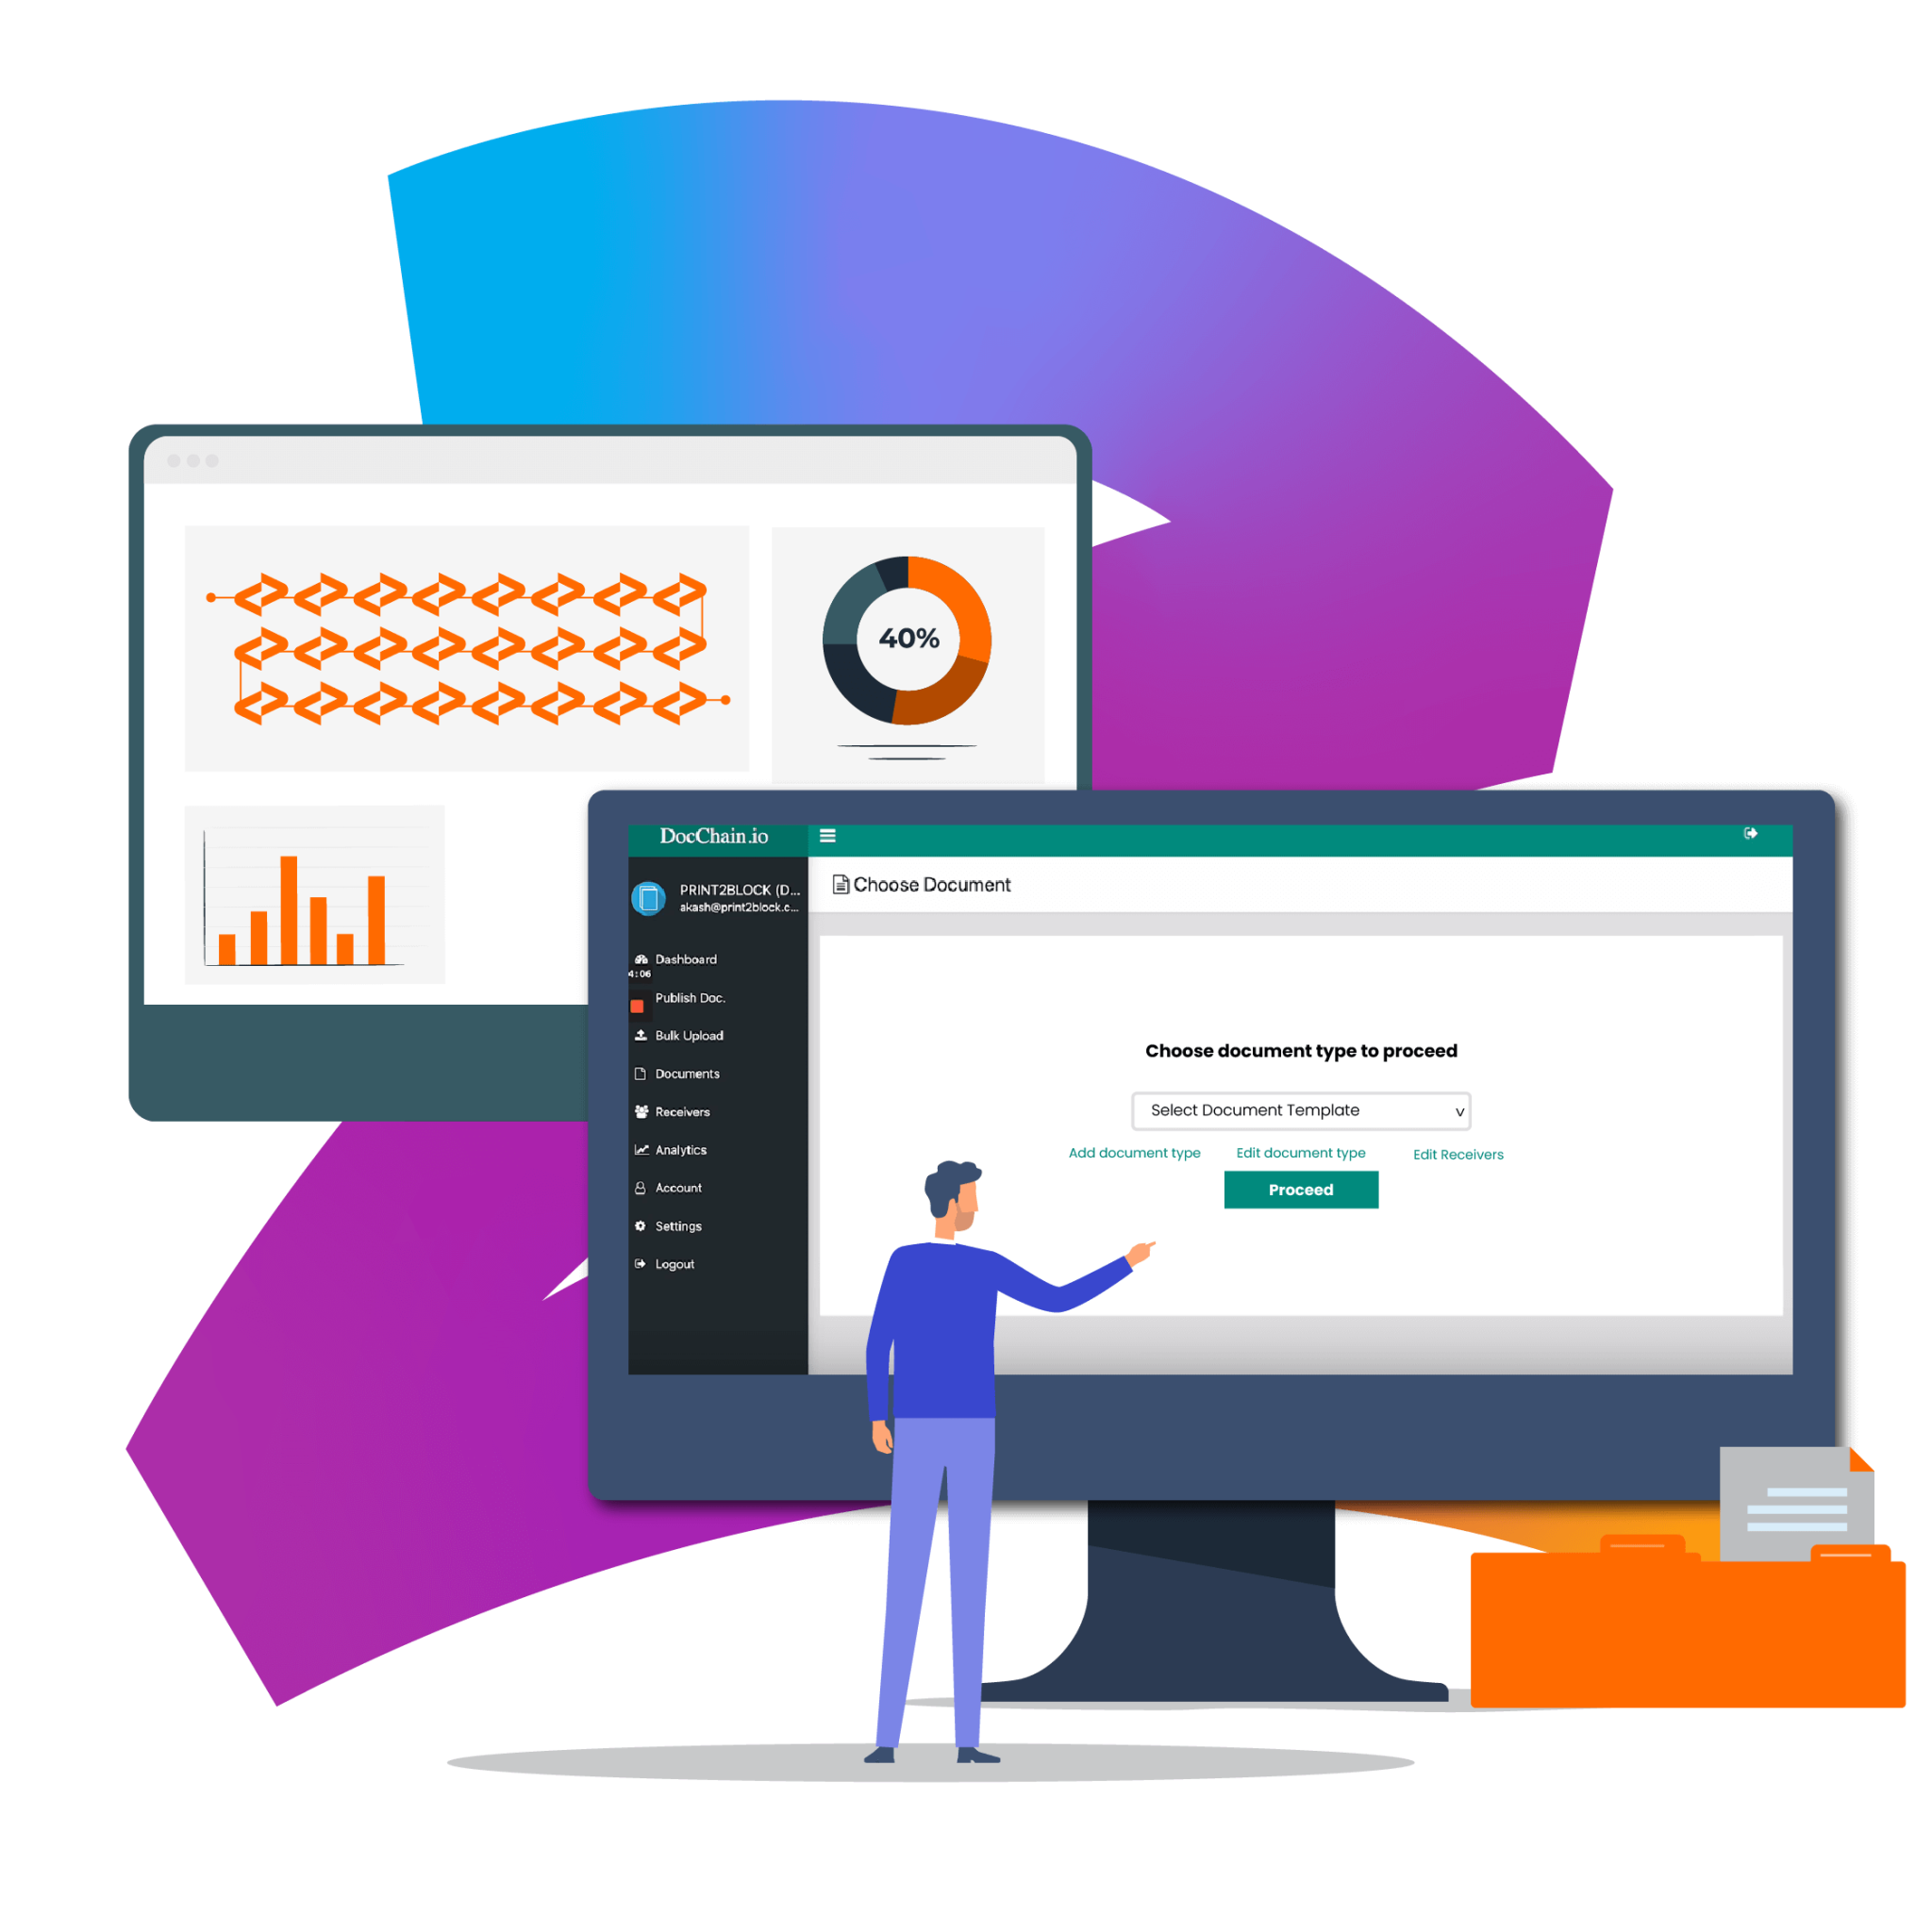 40%
DocChain.io
PRINT2BLOCK (D...
akash@print2block.c...
Dashboard
4:06
Publish Doc.
Bulk Upload
Documents
Receivers
Analytics
Account
Settings
Logout
Choose Document
Choose document type to proceed
Select Document Template v
Add document type Edit document type Edit Receivers
Proceed